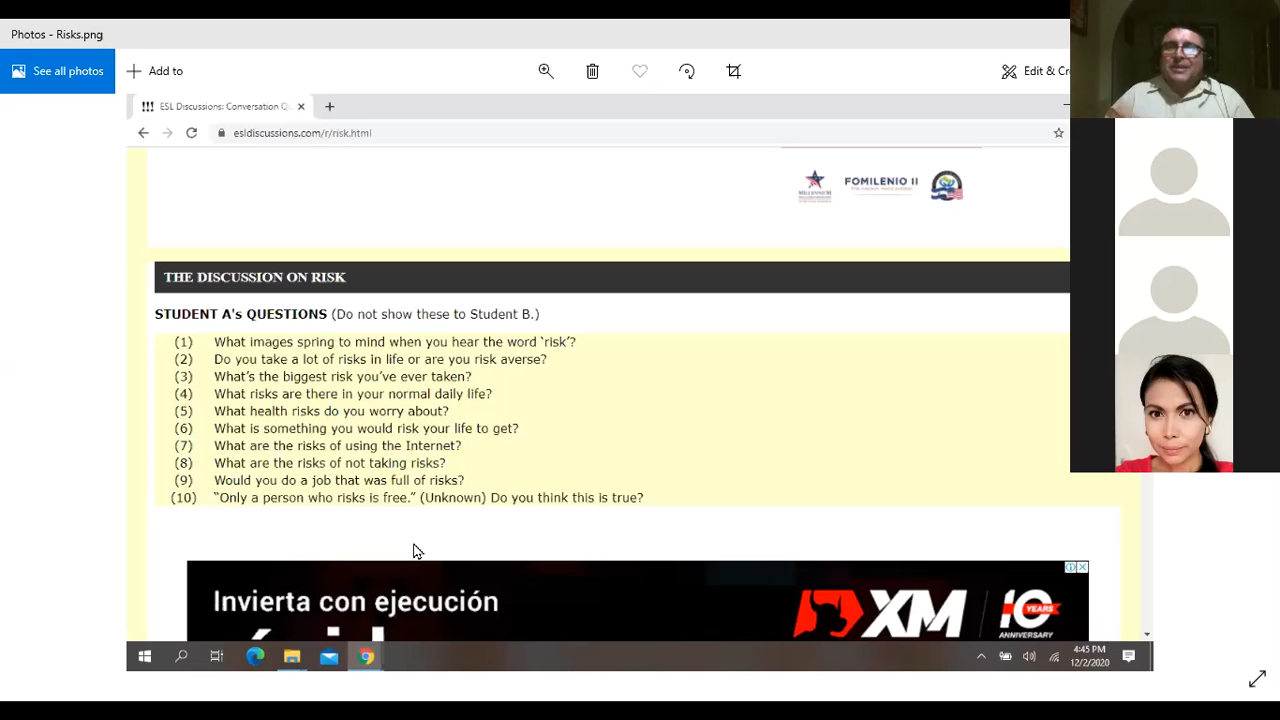 Photos - Risks.png
See all photos
Add to
Edit & Cr
ESL Discussions: Conversation Q
esldiscussions.com/r/risk.html
MILLENNIUM
FOMILENIO II
THE DISCUSSION ON RISK
STUDENT A's QUESTIONS (Do not show these to Student B.)
(1) What images spring to mind when you hear the word ‘risk’?
(2) Do you take a lot of risks in life or are you risk averse?
(3) What’s the biggest risk you’ve ever taken?
(4) What risks are there in your normal daily life?
(5) What health risks do you worry about?
(6) What is something you would risk your life to get?
(7) What are the risks of using the Internet?
(8) What are the risks of not taking risks?
(9) Would you do a job that was full of risks?
(10) “Only a person who risks is free.” (Unknown) Do you think this is true?
Invierta con ejecución
XM
10
YEARS
ANNIVERSARY
4:45 PM
12/2/2020